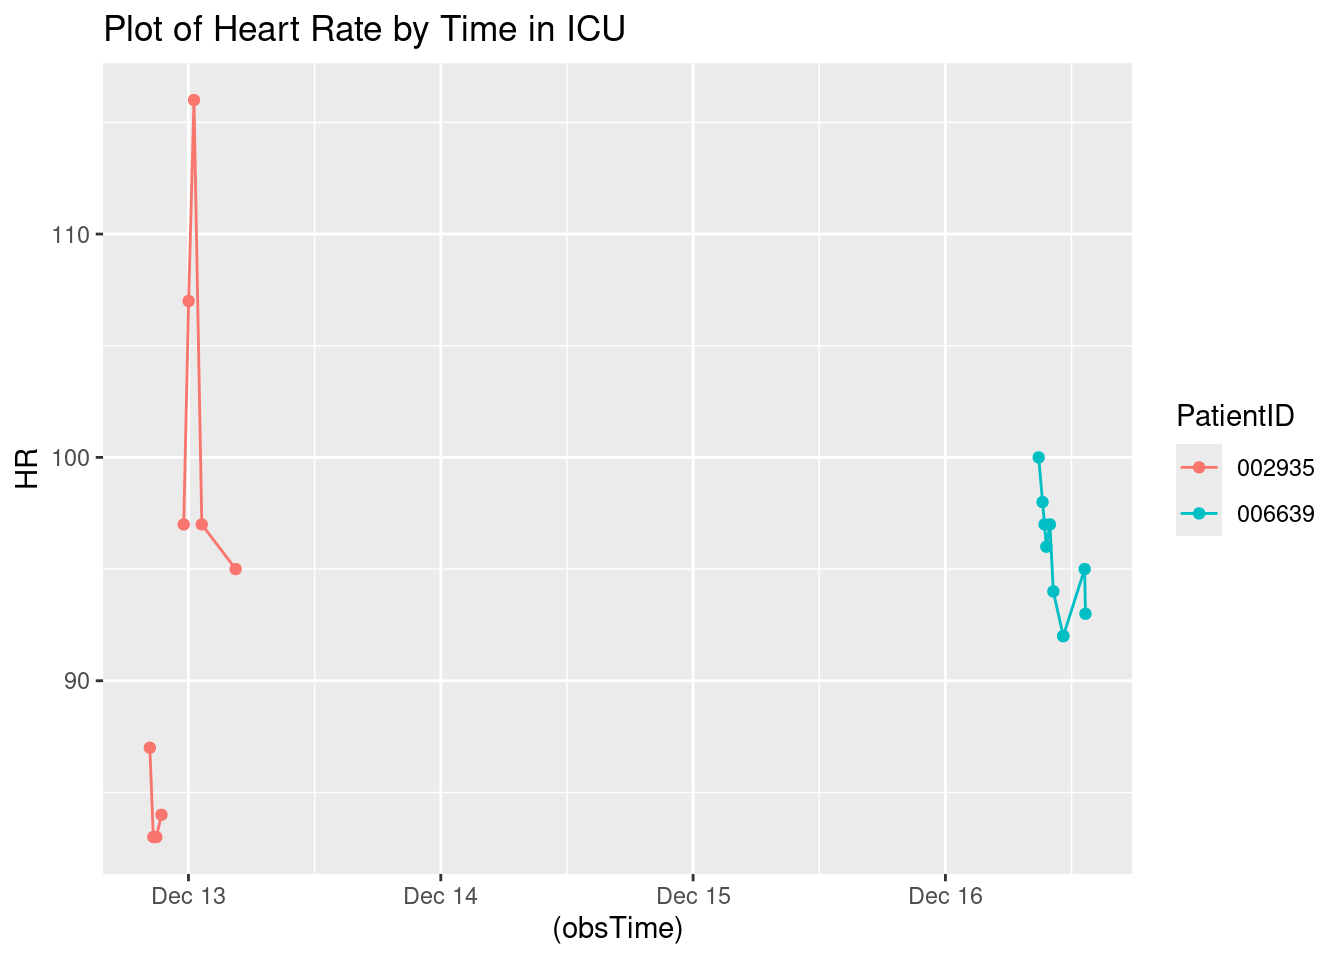 Plot of Heart Rate by Time in ICU
HR
110
100
90
Dec 13 Dec 14 Dec 15 Dec 16
(obsTime)
PatientID
002935
006639